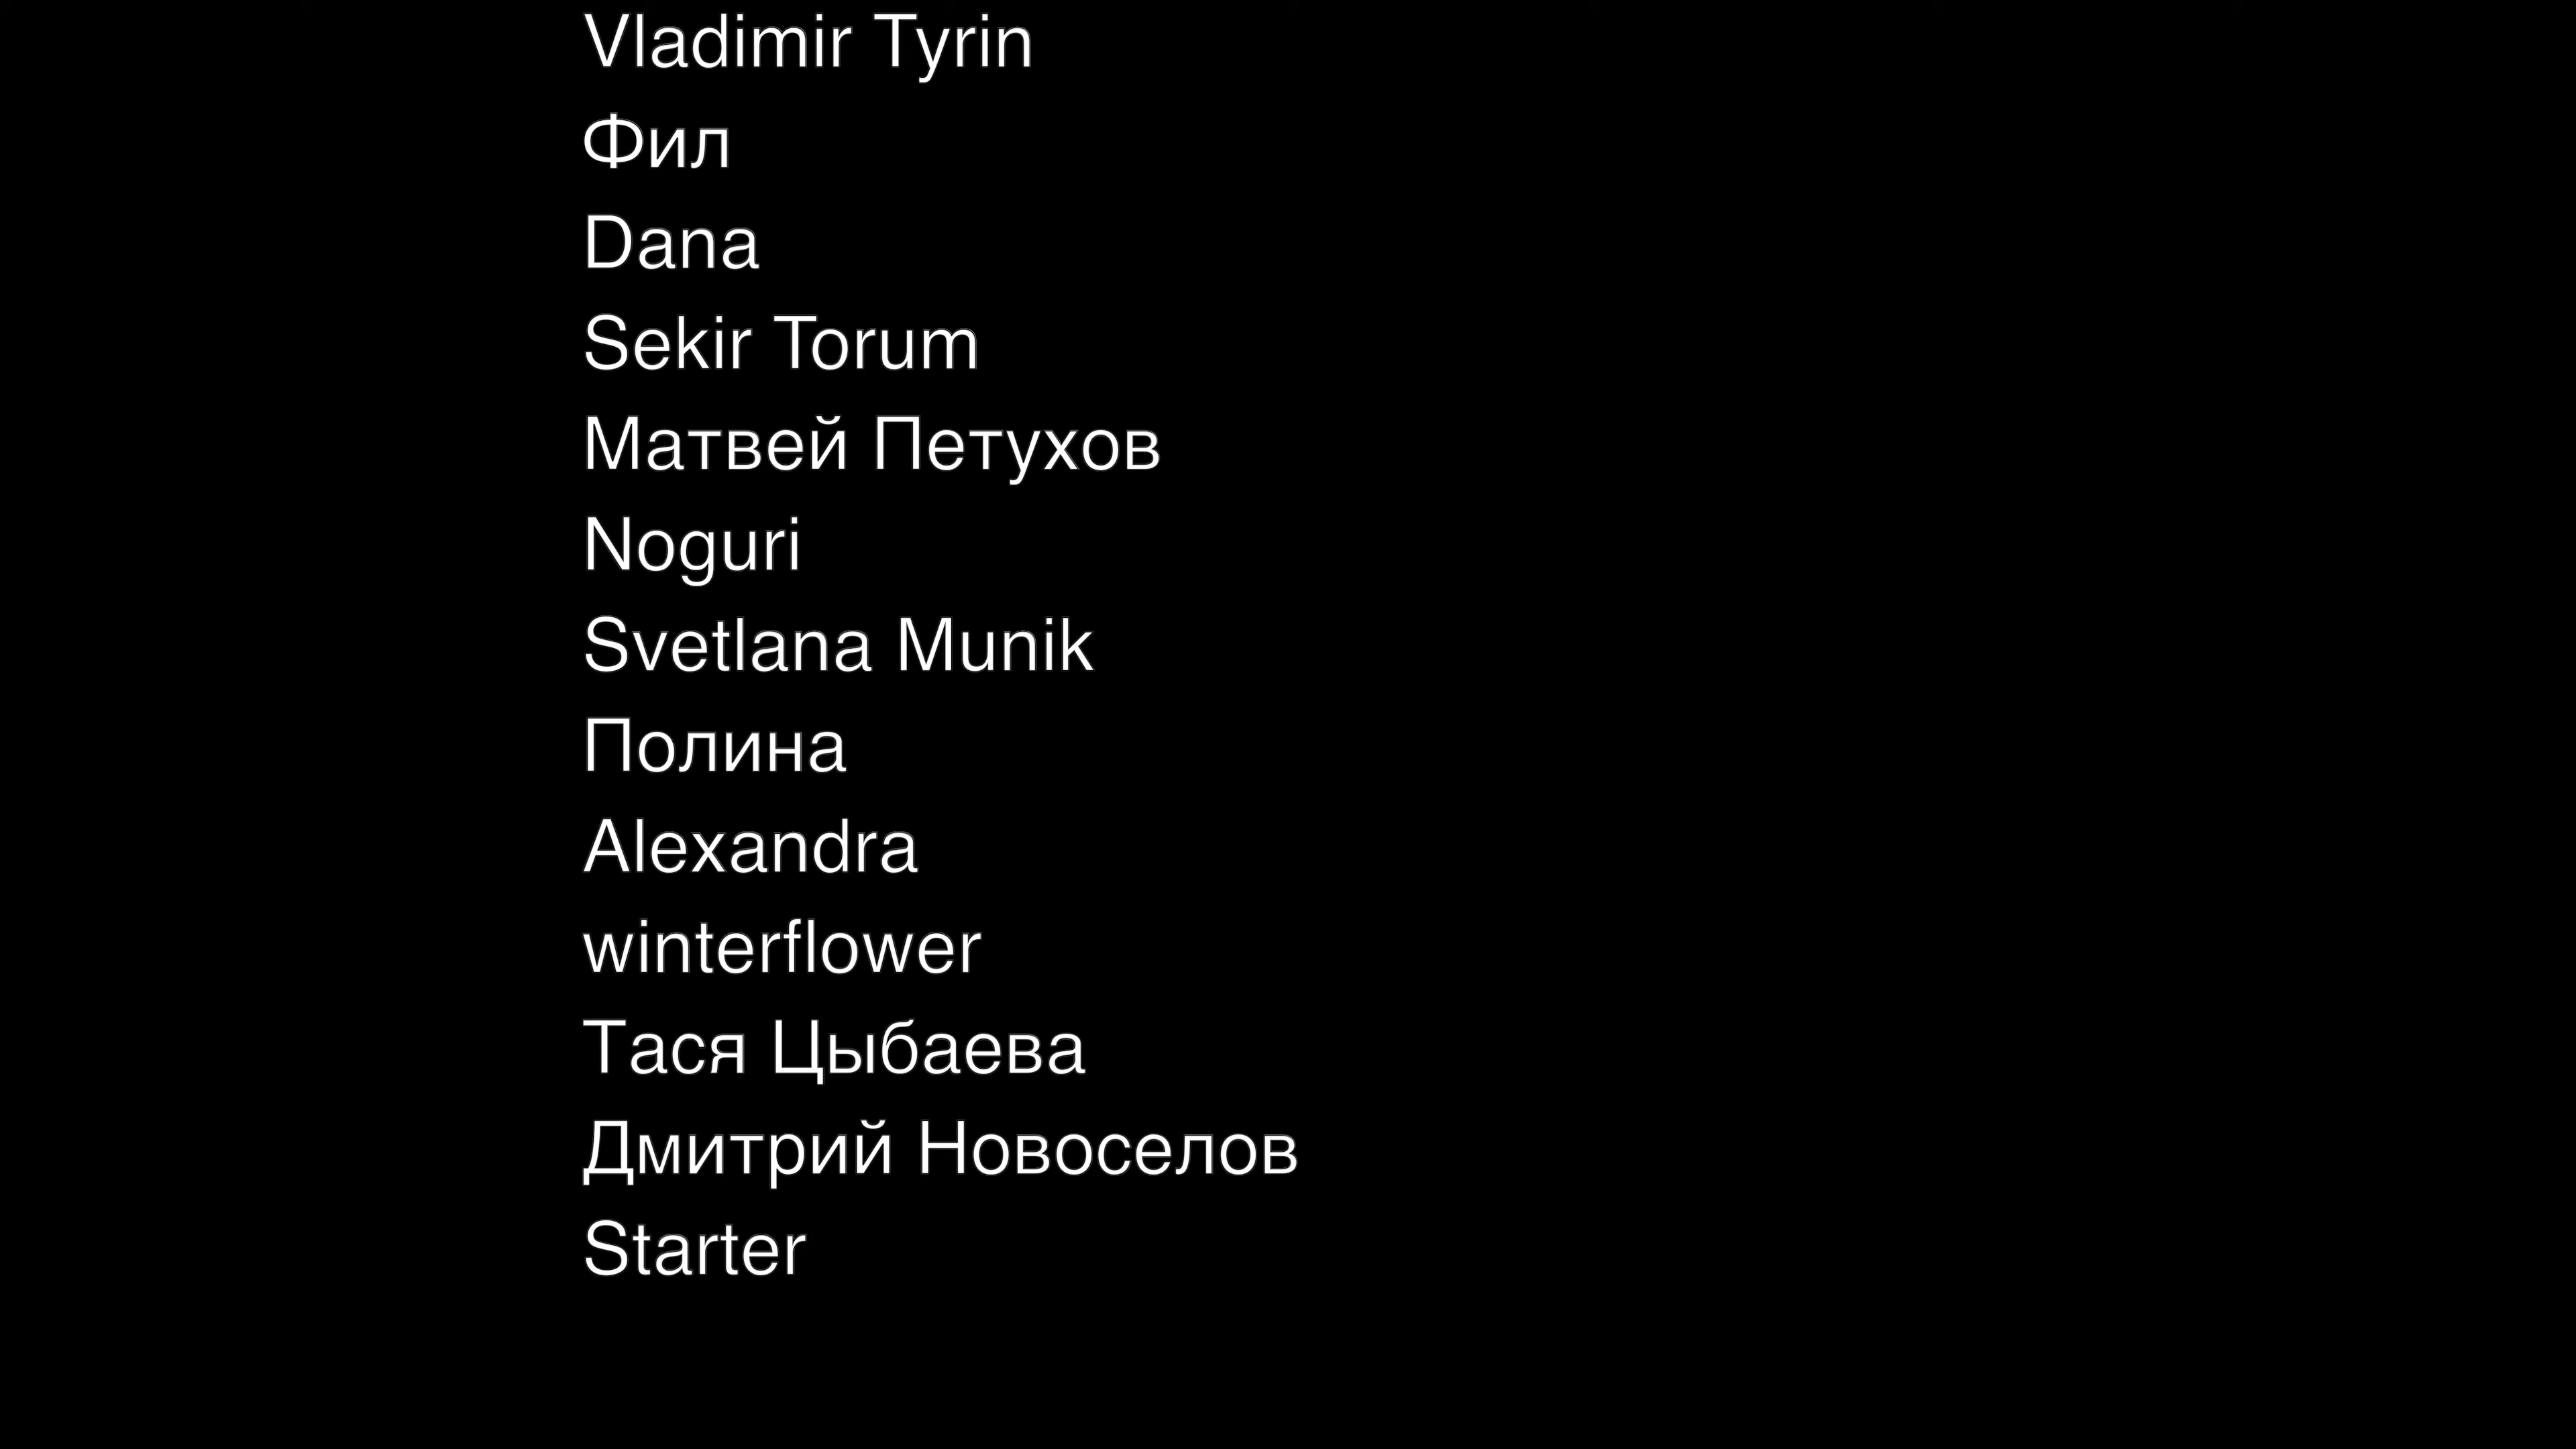 Vladimir Tyrin
Фил
Dana
Sekir Torum
Матвей Петухов
Noguri
Svetlana Munik
Полина
Alexandra
winterflower
Тася Цыбаева
Дмитрий Новоселов
Starter